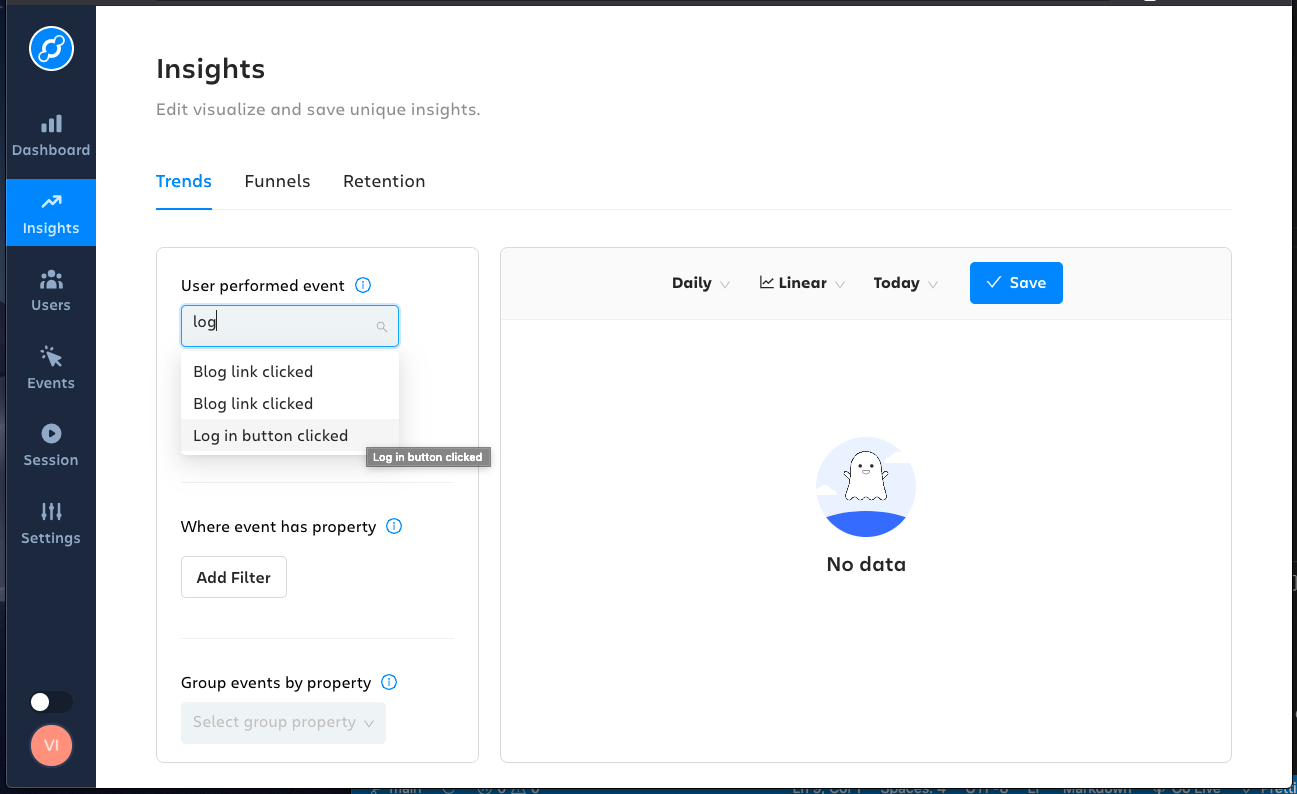 Insights
Edit visualize and save unique insights.
Dashboard
Insights
Users
Events
Session
Settings
VI
Trends Funnels Retention
User performed event
log
Blog link clicked
Blog link clicked
Log in button clicked
Log in button clicked
Where event has property
Add Filter
Group events by property
Select group property
Daily Linear Today Save
No data
main